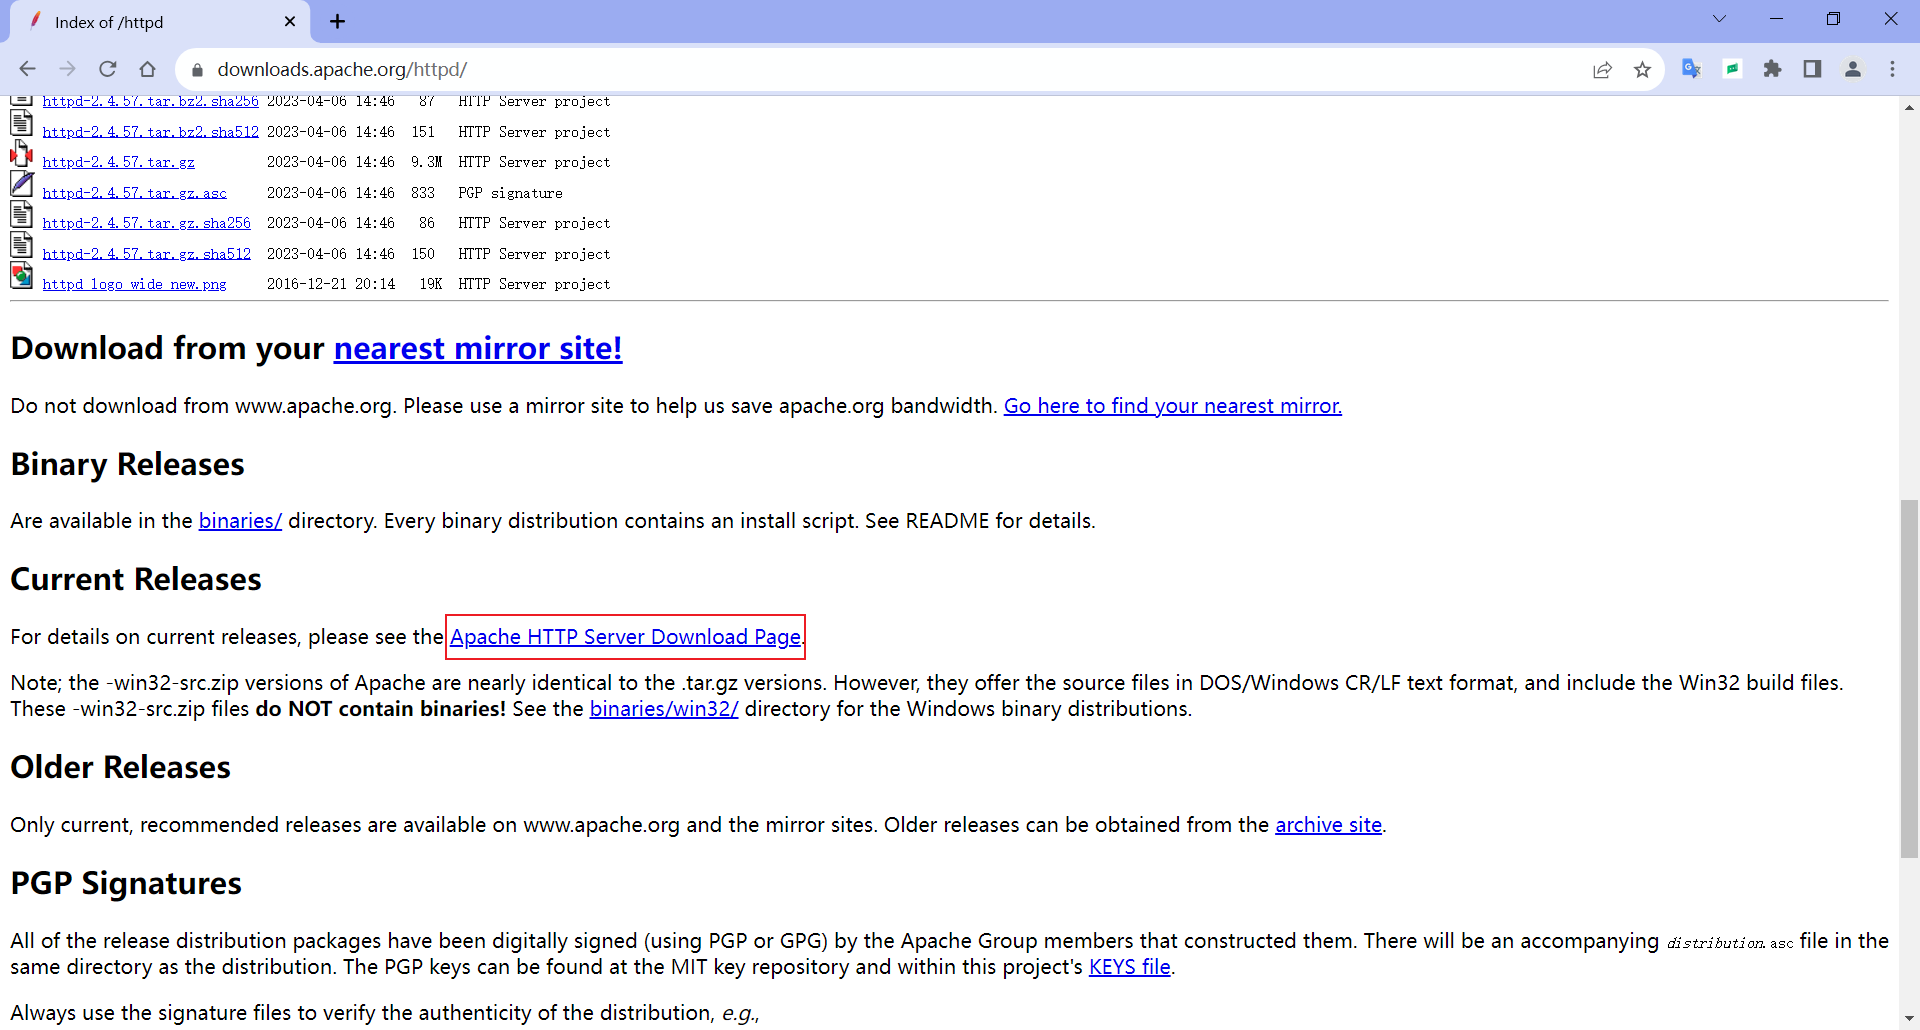 Index of /httpd
downloads.apache.org/httpd/
httpd-2.4.57.tar.bz2.sha256 2023-04-06 14:46 87 HTTP Server project
httpd-2.4.57.tar.bz2.sha512 2023-04-06 14:46 151 HTTP Server project
httpd-2.4.57.tar.gz 2023-04-06 14:46 9.3M HTTP Server project
httpd-2.4.57.tar.gz.asc 2023-04-06 14:46 833 PGP signature
httpd-2.4.57.tar.gz.sha256 2023-04-06 14:46 86 HTTP Server project
httpd-2.4.57.tar.gz.sha512 2023-04-06 14:46 150 HTTP Server project
httpd_logo_wide_new.png 2016-12-21 20:14 19K HTTP Server project
Download from your nearest mirror site!
Do not download from www.apache.org. Please use a mirror site to help us save apache.org bandwidth. Go here to find your nearest mirror.
Binary Releases
Are available in the binaries/ directory. Every binary distribution contains an install script. See README for details.
Current Releases
For details on current releases, please see the Apache HTTP Server Download Page.
Note; the -win32-src.zip versions of Apache are nearly identical to the .tar.gz versions. However, they offer the source files in DOS/Windows CR/LF text format, and include the Win32 build files.
These -win32-src.zip files do NOT contain binaries! See the binaries/win32/ directory for the Windows binary distributions.
Older Releases
Only current, recommended releases are available on www.apache.org and the mirror sites. Older releases can be obtained from the archive site.
PGP Signatures
All of the release distribution packages have been digitally signed (using PGP or GPG) by the Apache Group members that constructed them. There will be an accompanying distribution.asc file in the
same directory as the distribution. The PGP keys can be found at the MIT key repository and within this project's KEYS file.
Always use the signature files to verify the authenticity of the distribution, e.g.,